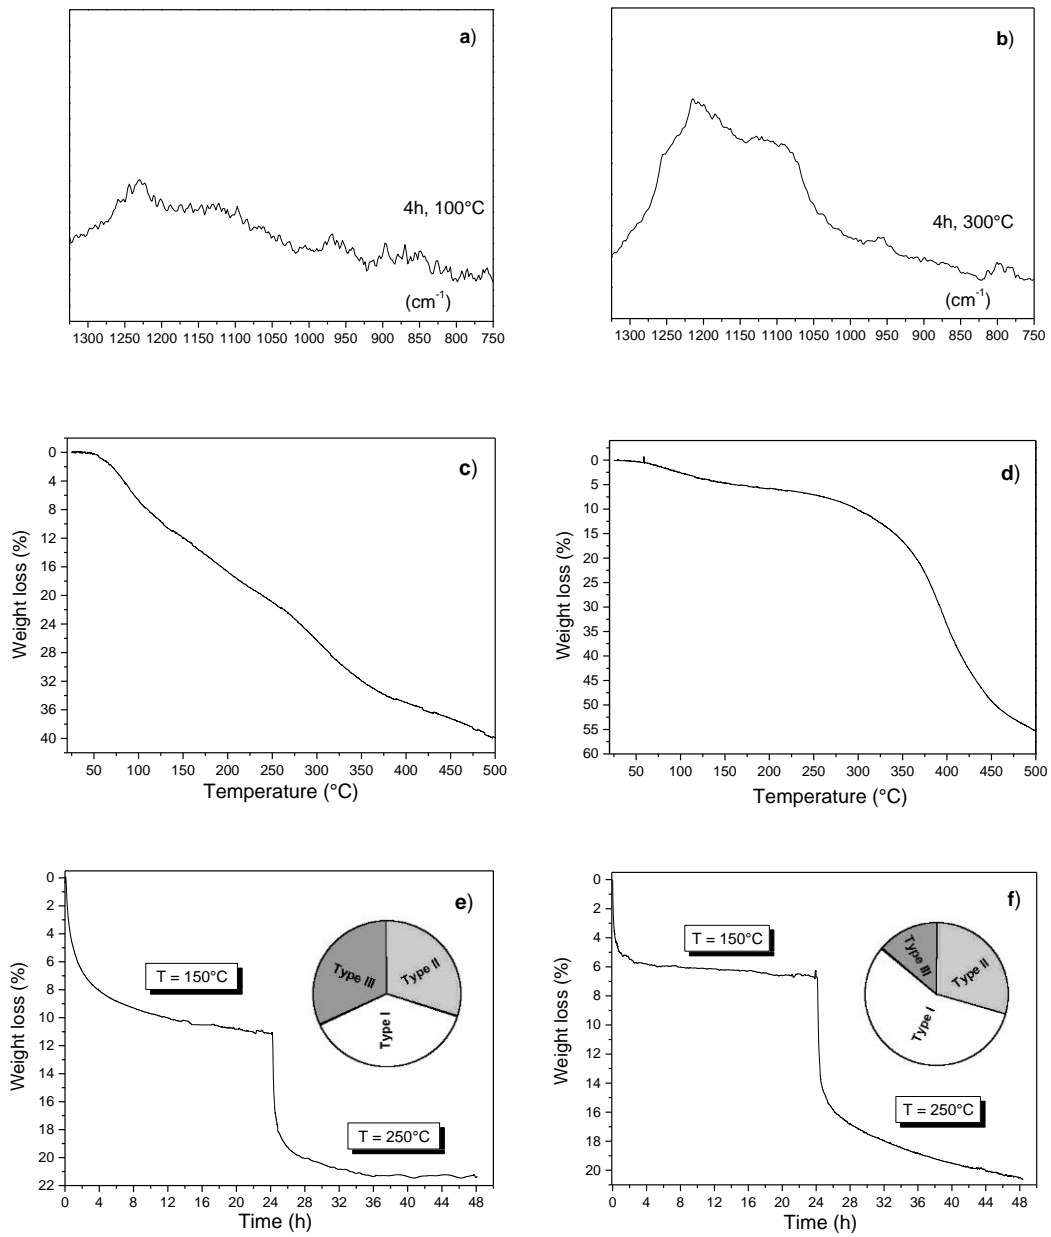 a)
4h, 100°C
(cm-1)
1300 1250 1200 1150 1100 1050 1000 950 900 850 800 750
b)
4h, 300°C
(cm-1)
1300 1250 1200 1150 1100 1050 1000 950 900 850 800 750
c)
Weight loss (%)
0
4
8
12
16
20
24
28
32
36
40
50 100 150 200 250 300 350 400 450 500
Temperature (°C)
d)
Weight loss (%)
0
5
10
15
20
25
30
35
40
45
50
55
60
50 100 150 200 250 300 350 400 450 500
Temperature (°C)
e)
Weight loss (%)
0
2
4
6
8
10
12
14
16
18
20
22
T = 150°C
Type III
Type II
Type I
T = 250°C
0 4 8 12 16 20 24 28 32 36 40 44 48
Time (h)
f)
Weight loss (%)
0
2
4
6
8
10
12
14
16
18
20
T = 150°C
Type III
Type II
Type I
T = 250°C
0 4 8 12 16 20 24 28 32 36 40 44 48
Time (h)